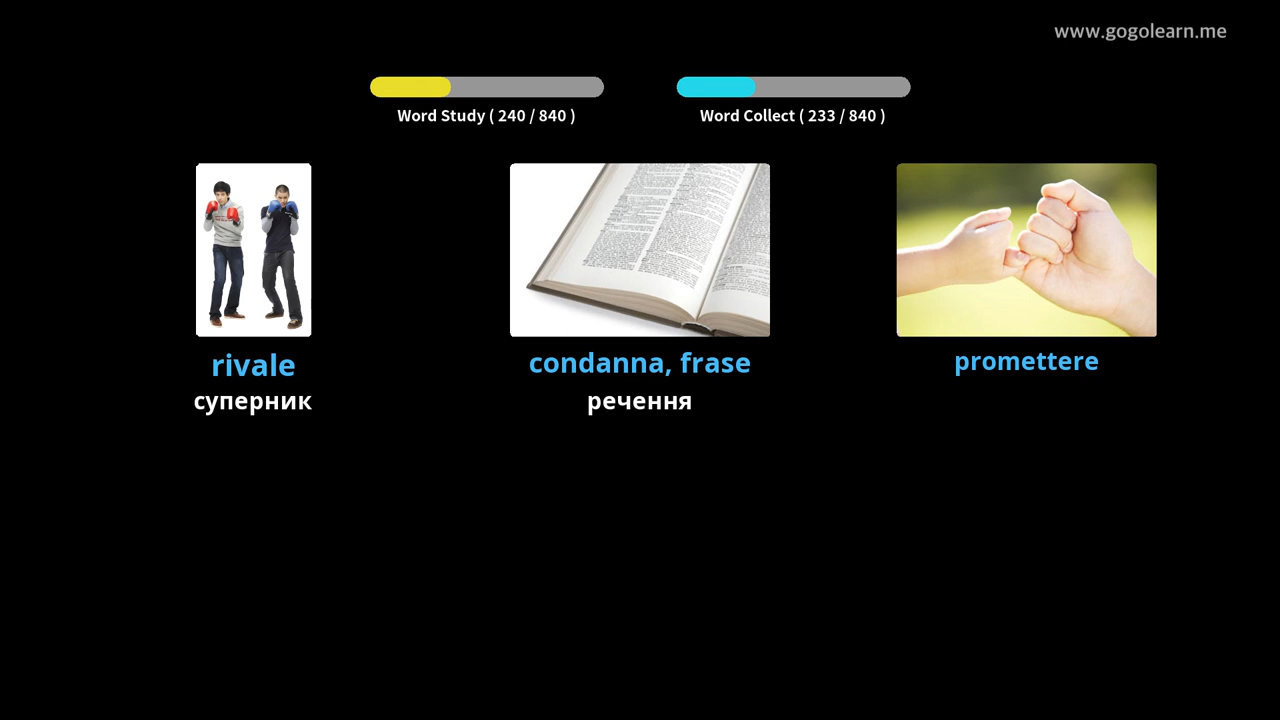 www.gogolearn.me
Word Study ( 240 / 840 )
Word Collect ( 233 / 840 )
rivale
суперник
condanna, frase
речення
promettere